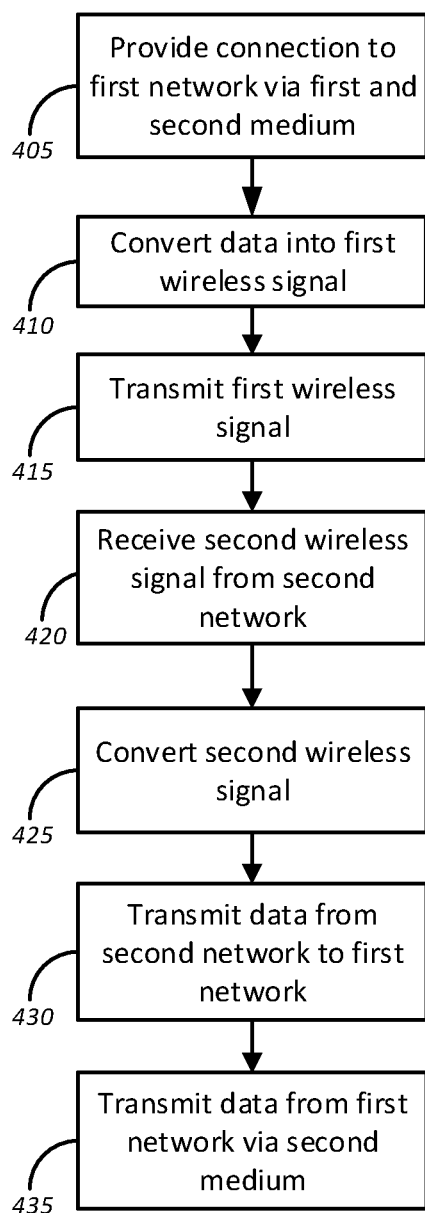 Provide connection to
first network via first and
second medium
405
Convert data into first
wireless signal
410
Transmit first wireless
signal
415
Receive second wireless
signal from second
network
420
Convert second wireless
signal
425
Transmit data from
second network to first
network
430
Transmit data from first
network via second
medium
435